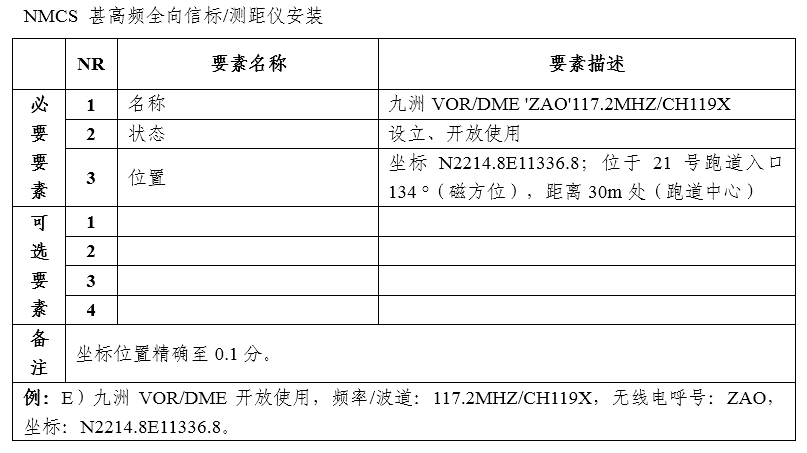 NMCS 甚高频全向信标/测距仪安装
NR 要素名称 要素描述
必要要素
1 名称 九洲 VOR/DME 'ZAO'117.2MHZ/CH119X
2 状态 设立、开放使用
3 位置 坐标 N2214.8E11336.8；位于 21 号跑道入口
134°（磁方位），距离 30m 处（跑道中心）
可选要素
1
2
3
4
备注 坐标位置精确至 0.1 分。
例：E）九洲 VOR/DME 开放使用，频率/波道：117.2MHZ/CH119X，无线电呼号：ZAO，
坐标：N2214.8E11336.8。